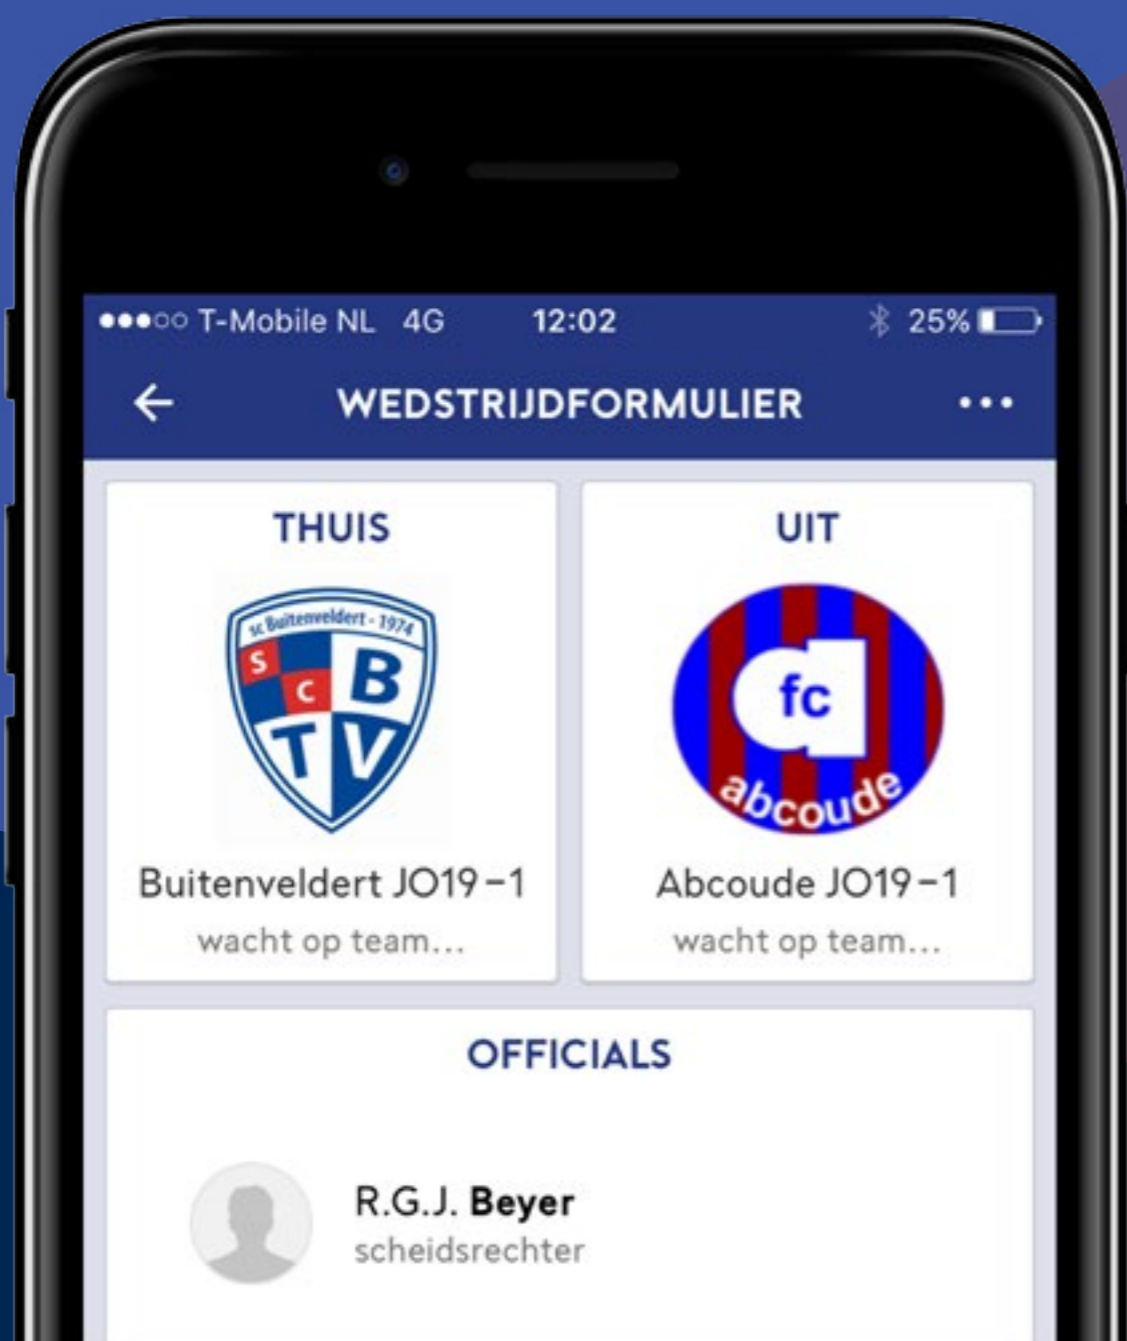 T-Mobile NL 4G 12:02 25%
WEDSTRIJDFORMULIER
THUIS
sc Buitenveldert - 1974
S
C
B
T V
Buitenveldert JO19-1
wacht op team...
UIT
fc
a
abcoude
Abcoude JO19-1
wacht op team...
OFFICIALS
R.G.J. Beyer
scheidsrechter